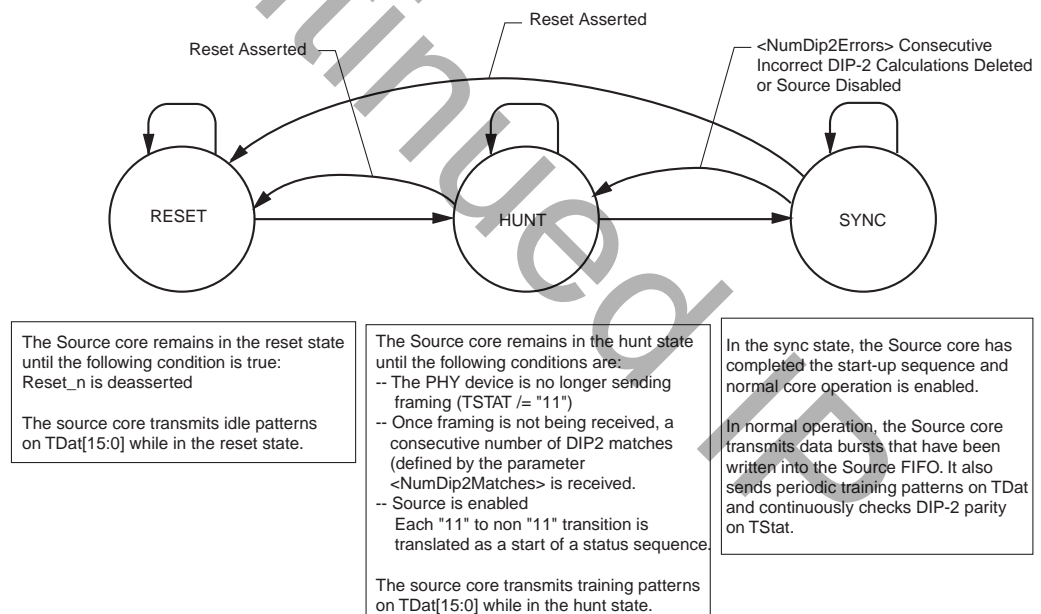 Reset Asserted
Reset Asserted
<NumDip2Errors> Consecutive
Incorrect DIP-2 Calculations Deleted
or Source Disabled
RESET
HUNT
SYNC
The Source core remains in the reset state
until the following condition is true:
Reset_n is deasserted
The source core transmits idle patterns
on TDat[15:0] while in the reset state.
The Source core remains in the hunt state
until the following conditions are:
-- The PHY device is no longer sending
framing (TSTAT /= "11")
-- Once framing is not being received, a
consecutive number of DIP2 matches
(defined by the parameter
<NumDip2Matches> is received.
-- Source is enabled
Each "11" to non "11" transition is
translated as a start of a status sequence.
The source core transmits training patterns
on TDat[15:0] while in the hunt state.
In the sync state, the Source core has
completed the start-up sequence and
normal core operation is enabled.
In normal operation, the Source core
transmits data bursts that have been
written into the Source FIFO. It also
sends periodic training patterns on TDat
and continuously checks DIP-2 parity
on TStat.
tinued IP